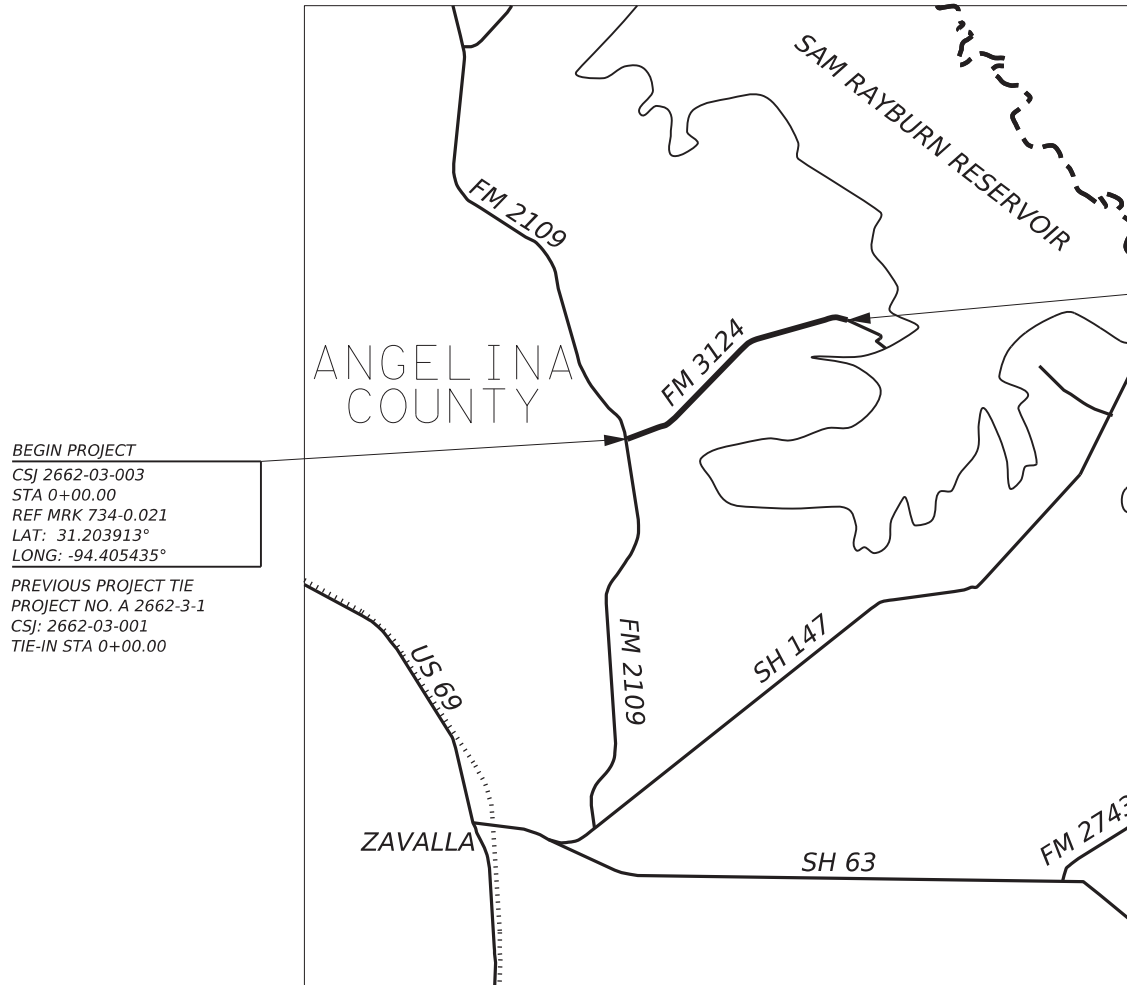 SAM RAYBURN RESERVOIR
FM 2109
FM 3124
ANGELINA
COUNTY
BEGIN PROJECT
CSJ 2662-03-003
STA 0+00.00
REF MRK 734-0.021
LAT: 31.203913°
LONG: -94.405435°
PREVIOUS PROJECT TIE
PROJECT NO. A 2662-3-1
CSJ: 2662-03-001
TIE-IN STA 0+00.00
US 69
FM 2109
SH 147
ZAVALLA
SH 63
FM 2743